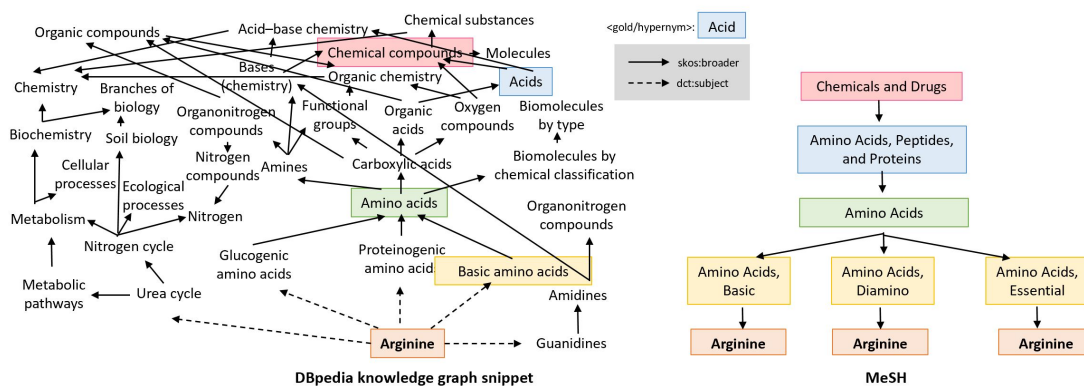 Organic compounds
Acid–base chemistry
Chemical substances
<gold/hypernym>:
Acid
Chemical compounds
Molecules
skos:broader
dct:subject
Chemistry
Bases
(chemistry)
Organic chemistry
Acids
Branches of
biology
Biochemistry
Soil biology
Organonitrogen
compounds
Functional
groups
Organic
acids
Oxygen
compounds
Biomolecules
by type
Cellular
processes
Nitrogen
compounds
Amines
Carboxylic acids
Biomolecules by
chemical classification
Ecological
processes
Metabolism
Nitrogen
Amino acids
Organonitrogen
compounds
Nitrogen cycle
Glucogenic
amino acids
Proteinogenic
amino acid
Basic amino acids
Metabolic
pathways
Urea cycle
Amidines
Arginine
Guanidines
DBpedia knowledge graph snippet
Chemicals and Drugs
Amino Acids, Peptides,
and Proteins
Amino Acids
Amino Acids,
Basic
Amino Acids,
Diamino
Amino Acids,
Essential
Arginine
Arginine
Arginine
MeSH